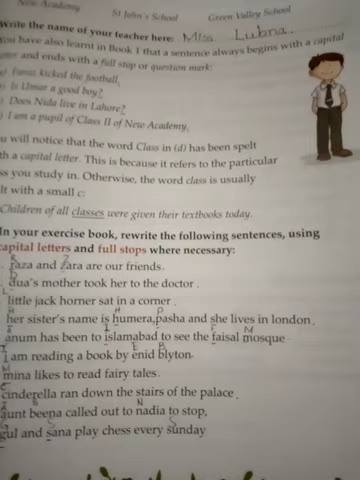 New Academy St John's School Green Valley School
Write the name of your teacher here: Miss Lubna.
You have also learnt in Book 1 that a sentence always begins with a capital
and ends with a full stop or question mark:
Faraz kicked the football.
Is Umar a good boy?
Does Nida live in Lahore?
I am a pupil of Class II of New Academy.
will notice that the word Class in (d) has been spelt
a capital letter. This is because it refers to the particular
you study in. Otherwise, the word class is usually
with a small c:
Children of all classes were given their textbooks today.
In your exercise book, rewrite the following sentences, using
capital letters and full stops where necessary:
R Z
raza and zara are our friends.
D
dua's mother took her to the doctor.
L
little jack horner sat in a corner.
H H P
her sister's name is humera, pasha and she lives in london.
I F M
anum has been to islamabad to see the faisal mosque
I E B
I am reading a book by enid blyton.
M
mina likes to read fairy tales.
C
cinderella ran down the stairs of the palace.
B N
aunt beena called out to nadia to stop,
S S
gul and sana play chess every sunday